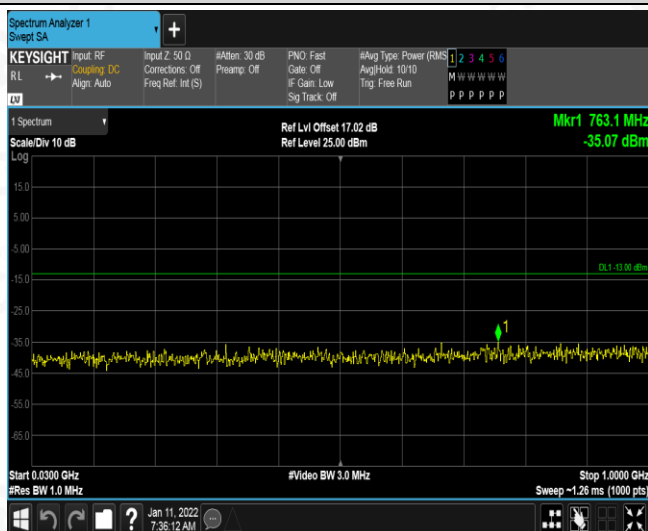 Spectrum Analyzer 1
Swept SA
+
KEYSIGHT
RL
LXI
Input: RF
Coupling: DC
Align: Auto
Input Z: 50 Ω
Corrections: Off
Freq Ref: Int (S)
#Atten: 30 dB
Preamp: Off
PNO: Fast
Gate: Off
IF Gain: Low
Sig Track: Off
#Avg Type: Power (RMS
Avg|Hold: 10/10
Trig: Free Run
1 2 3 4 5 6
M W W W W W
P P P P P P
1 Spectrum
Scale/Div 10 dB
Log
Ref Lvl Offset 17.02 dB
Ref Level 25.00 dBm
Mkr1 763.1 MHz
-35.07 dBm
15.0
5.00
-5.00
-15.0
-25.0
-35.0
-45.0
-55.0
-65.0
DL1 -13.00 dBm
1
Start 0.0300 GHz
#Res BW 1.0 MHz
#Video BW 3.0 MHz
Stop 1.0000 GHz
Sweep ~1.26 ms (1000 pts)
?
Jan 11, 2022
7:36:12 AM